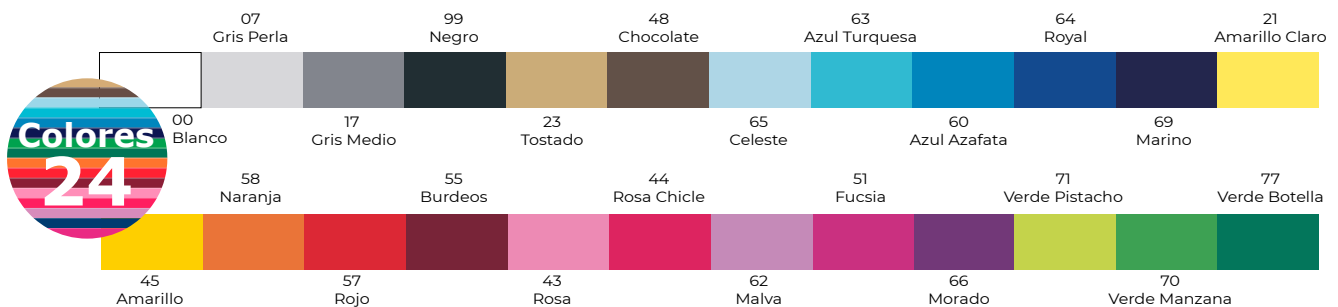 07
Gris Perla
99
Negro
48
Chocolate
63
Azul Turquesa
64
Royal
21
Amarillo Claro
Colores
24
00
Blanco
17
Gris Medio
23
Tostado
65
Celeste
60
Azul Azafata
69
Marino
58
Naranja
55
Burdeos
44
Rosa Chicle
51
Fucsia
71
Verde Pistacho
77
Verde Botella
45
Amarillo
57
Rojo
43
Rosa
62
Malva
66
Morado
70
Verde Manzana